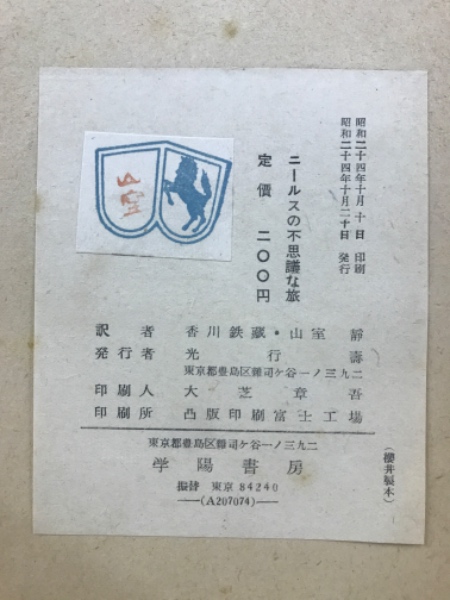 昭和二十四年十月十日 印刷
昭和二十四年十月二十日 発行
ニールスの不思議な旅
定價 二〇〇円
山室
訳者 香川鉄蔵・山室靜
発行者 光行壽
東京都豊島区雑司ケ谷一ノ三九二
印刷人 大芝章吾
印刷所 凸版印刷富士工場
東京都豊島区雑司ケ谷一ノ三九二
学陽書房
振替 東京 84240
(A207074)
(櫻井製本)